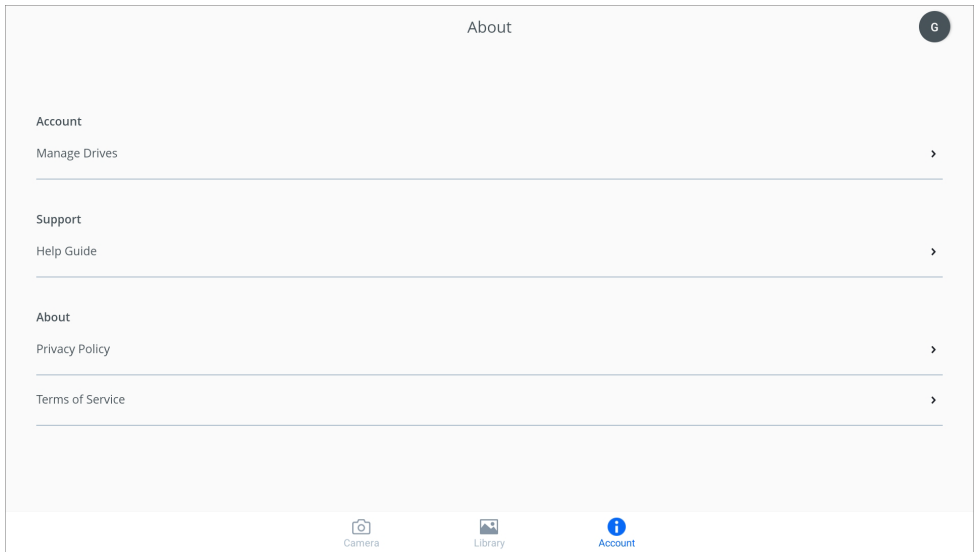 About
G
Account
Manage Drives
Support
Help Guide
About
Privacy Policy
Terms of Service
Camera
Library
Account